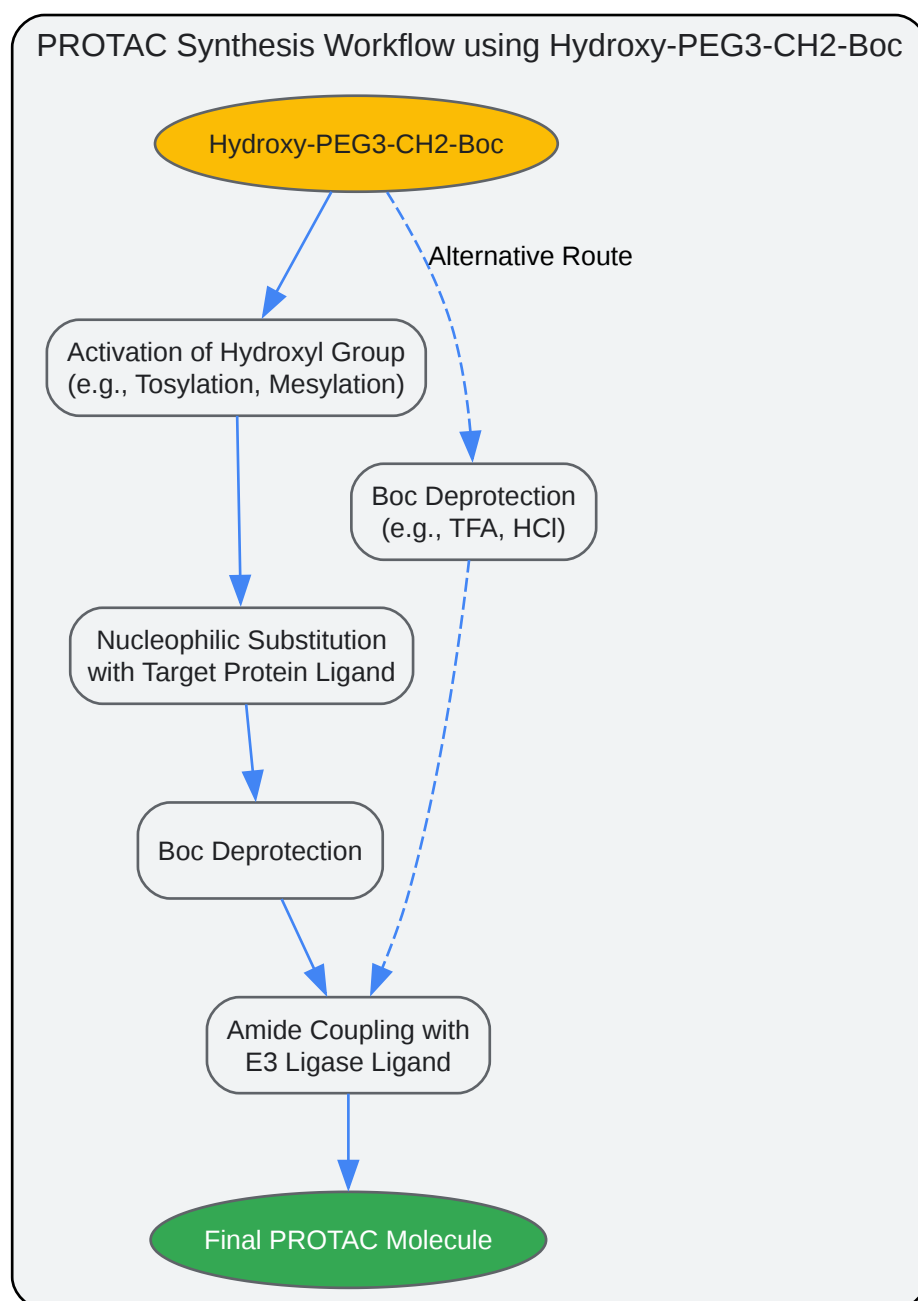 PROTAC Synthesis Workflow using Hydroxy-PEG3-CH2-Boc
Hydroxy-PEG3-CH2-Boc
Alternative Route
Activation of Hydroxyl Group
(e.g., Tosylation, Mesylation)
Boc Deprotection
(e.g., TFA, HCl)
Nucleophilic Substitution
with Target Protein Ligand
Boc Deprotection
Amide Coupling with
E3 Ligase Ligand
Final PROTAC Molecule